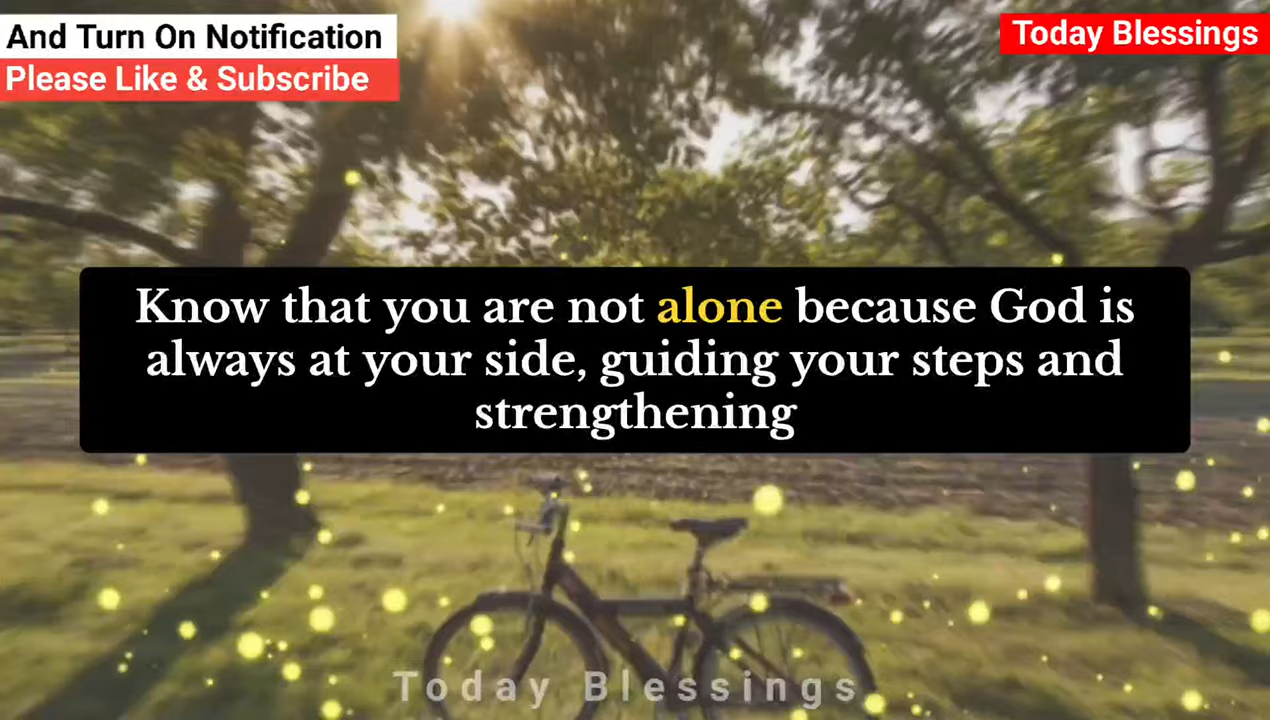 And Turn On Notification
Please Like & Subscribe
Today Blessings
Know that you are not alone because God is
always at your side, guiding your steps and
strengthening
Today Blessings